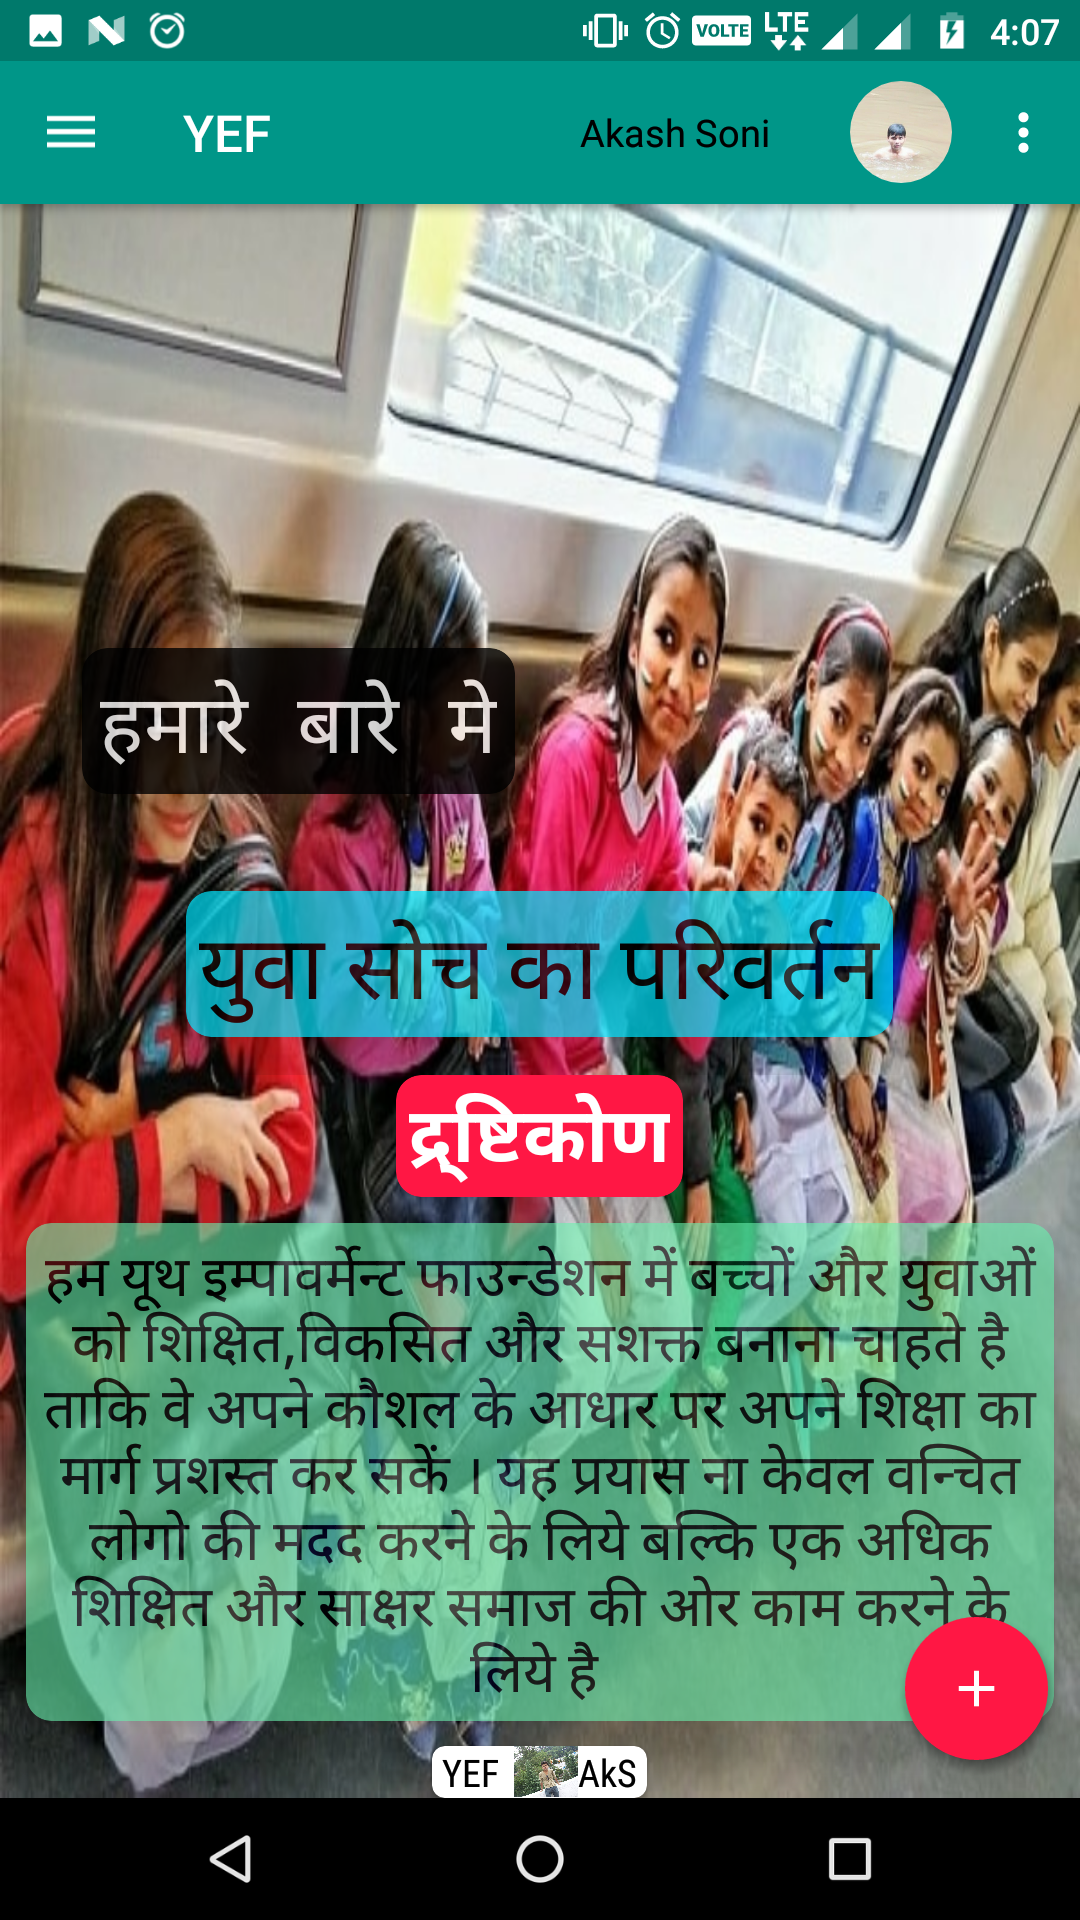 VOLTE LTE 4:07
YEF Akash Soni
हमारे बारे मे
युवा सोच का परिवर्तन
द्र्ष्टिकोण
हम यूथ इम्पावर्मेन्ट फाउन्डेशन में बच्चों और युवाओं
को शिक्षित,विकसित और सशक्त बनाना चाहते है
ताकि वे अपने कौशल के आधार पर अपने शिक्षा का
मार्ग प्रशस्त कर सकें । यह प्रयास ना केवल वन्चित
लोगो की मदद करने के लिये बल्कि एक अधिक
शिक्षित और साक्षर समाज की ओर काम करने के
लिये है
YEF AkS